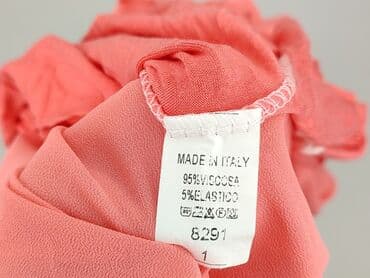 MADE IN ITALY
95%VISCOSA
5%ELASTICO
8291
1